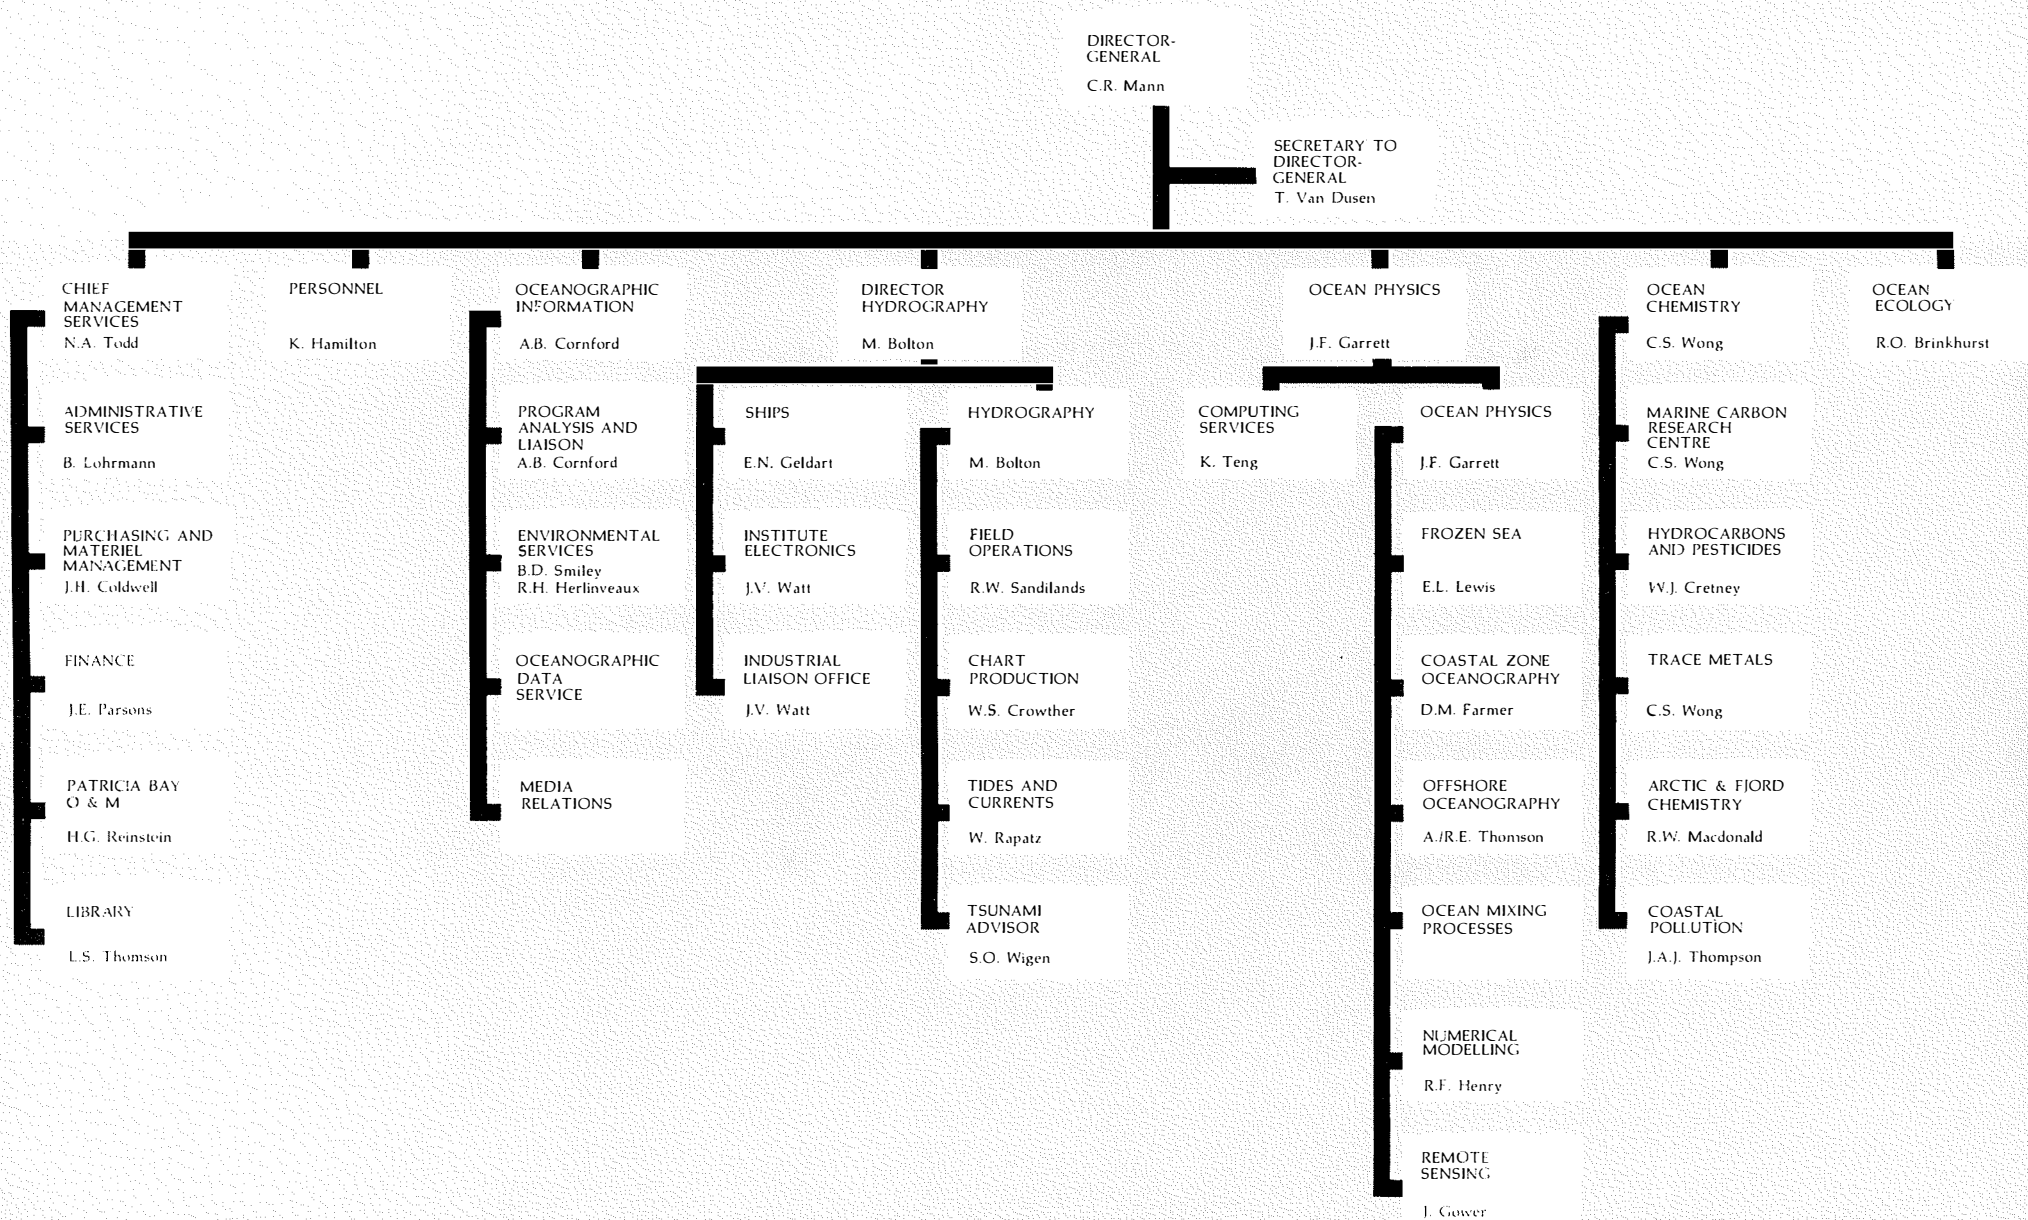 DIRECTOR-
GENERAL
C.R. Mann
SECRETARY TO
DIRECTOR-
GENERAL
T. Van Dusen
CHIEF
MANAGEMENT
SERVICES
N.A. Todd
ADMINISTRATIVE
SERVICES
B. Lohrmann
PURCHASING AND
MATERIEL
MANAGEMENT
J.H. Coldwell
FINANCE
J.E. Parsons
PATRICIA BAY
O & M
H.G. Reinstein
LIBRARY
L.S. Thomson
PERSONNEL
K. Hamilton
OCEANOGRAPHIC
INFORMATION
A.B. Cornford
PROGRAM
ANALYSIS AND
LIAISON
A.B. Cornford
ENVIRONMENTAL
SERVICES
B.D. Smiley
R.H. Herlinveaux
OCEANOGRAPHIC
DATA
SERVICE
MEDIA
RELATIONS
DIRECTOR
HYDROGRAPHY
M. Bolton
SHIPS
E.N. Geldart
INSTITUTE
ELECTRONICS
J.V. Watt
INDUSTRIAL
LIAISON OFFICE
J.V. Watt
HYDROGRAPHY
M. Bolton
FIELD
OPERATIONS
R.W. Sandilands
CHART
PRODUCTION
W.S. Crowther
TIDES AND
CURRENTS
W. Rapatz
TSUNAMI
ADVISOR
S.O. Wigen
OCEAN PHYSICS
J.F. Garrett
COMPUTING
SERVICES
K. Teng
OCEAN PHYSICS
J.F. Garrett
FROZEN SEA
E.L. Lewis
COASTAL ZONE
OCEANOGRAPHY
D.M. Farmer
OFFSHORE
OCEANOGRAPHY
A./R.E. Thomson
OCEAN MIXING
PROCESSES
NUMERICAL
MODELLING
R.F. Henry
REMOTE
SENSING
J. Gower
OCEAN
CHEMISTRY
C.S. Wong
MARINE CARBON
RESEARCH
CENTRE
C.S. Wong
HYDROCARBONS
AND PESTICIDES
W.J. Cretney
TRACE METALS
C.S. Wong
ARCTIC & FJORD
CHEMISTRY
R.W. Macdonald
COASTAL
POLLUTION
J.A.J. Thompson
OCEAN
ECOLOGY
R.O. Brinkhurst